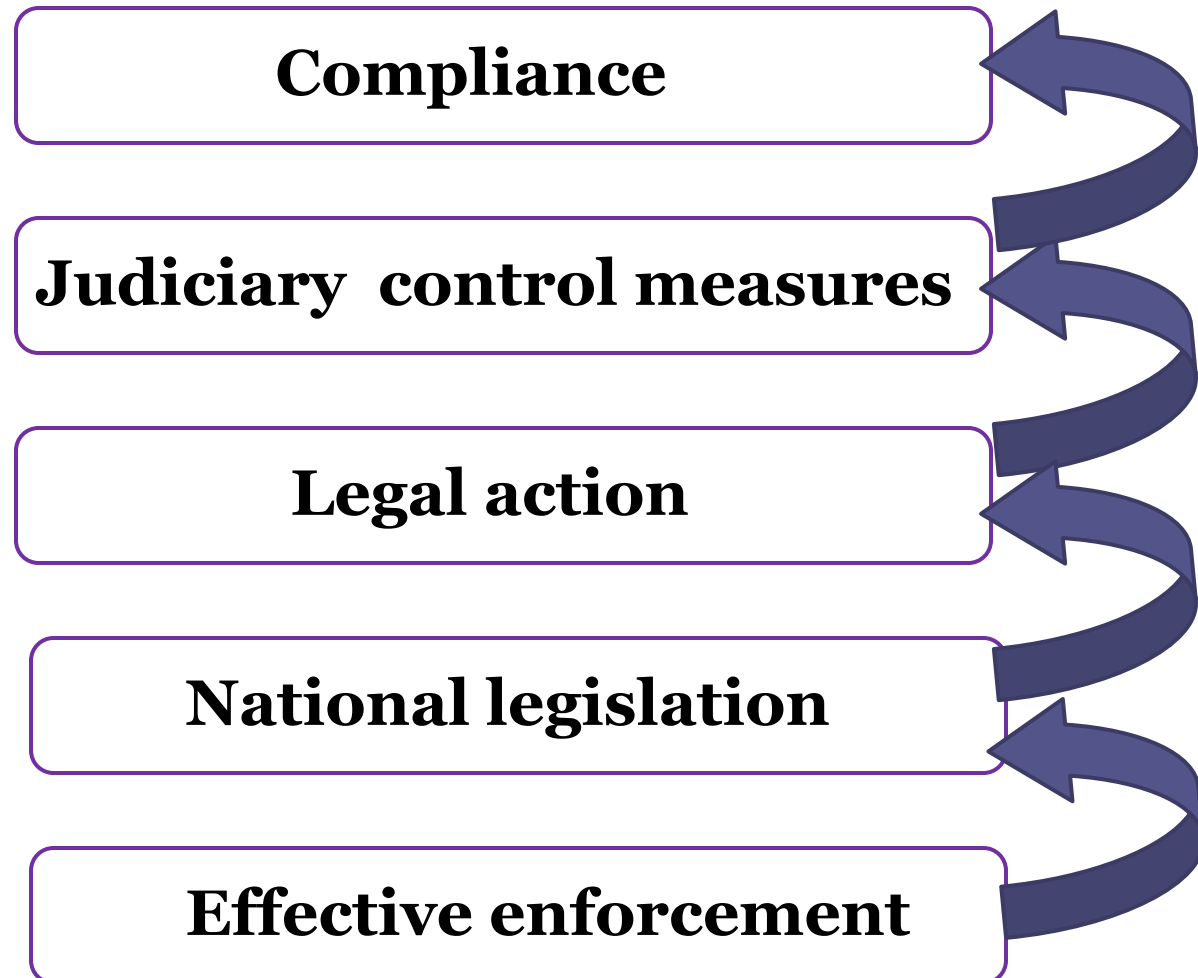 Compliance
Judiciary  control measures
Legal action
National legislation
Effective enforcement